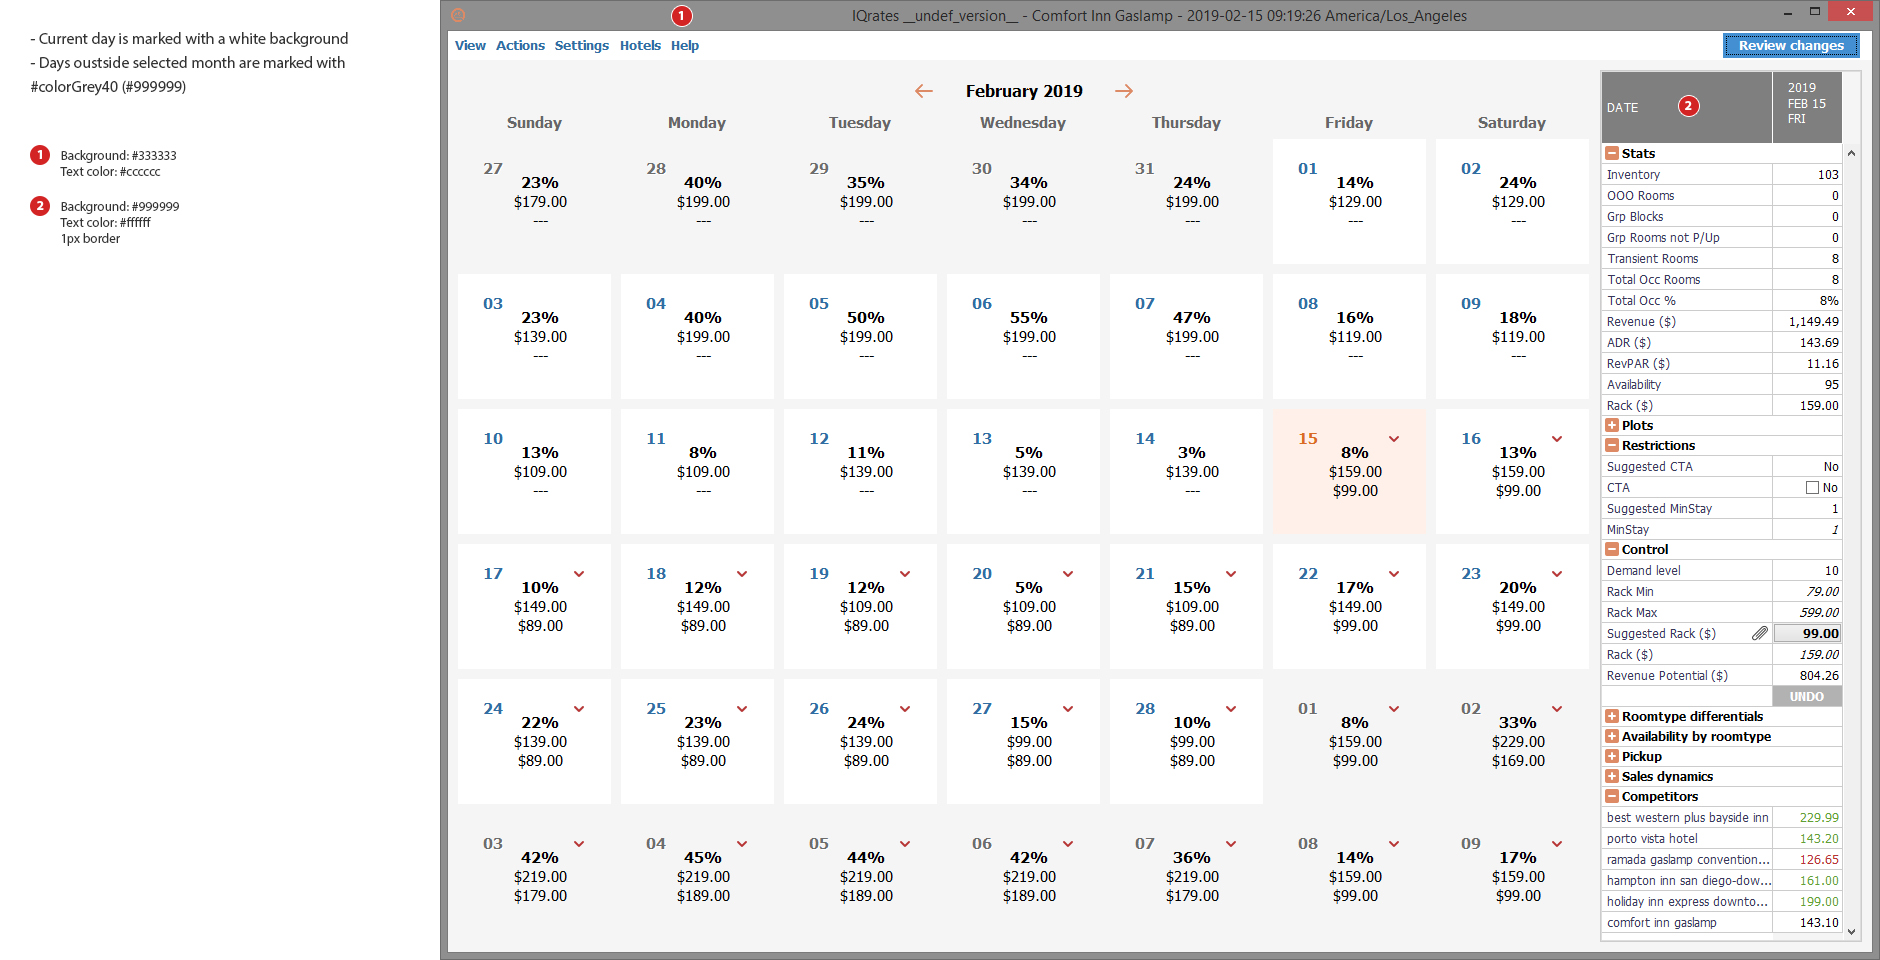 - Current day is marked with a white background
- Days oustside selected month are marked with
#colorGrey40 (#999999)
1 Background: #333333
Text color: #cccccc
2 Background: #999999
Text color: #ffffff
1px border
1 IQrates __undef_version__ - Comfort Inn Gaslamp - 2019-02-15 09:19:26 America/Los_Angeles
View Actions Settings Hotels Help Review changes
February 2019
Sunday Monday Tuesday Wednesday Thursday Friday Saturday
27 28 29 30 31 01 02
23% 40% 35% 34% 24% 14% 24%
$179.00 $199.00 $199.00 $199.00 $199.00 $129.00 $129.00
--- --- --- --- --- --- ---
03 04 05 06 07 08 09
23% 40% 50% 55% 47% 16% 18%
$139.00 $199.00 $199.00 $199.00 $199.00 $119.00 $119.00
--- --- --- --- --- --- ---
10 11 12 13 14 15 16
13% 8% 11% 5% 3% 8% 13%
$109.00 $109.00 $139.00 $139.00 $139.00 $159.00 $159.00
--- --- --- --- --- $99.00 $99.00
17 18 19 20 21 22 23
10% 12% 12% 5% 15% 17% 20%
$149.00 $149.00 $109.00 $109.00 $109.00 $149.00 $149.00
$89.00 $89.00 $89.00 $89.00 $89.00 $99.00 $99.00
24 25 26 27 28 01 02
22% 23% 24% 15% 10% 8% 33%
$139.00 $139.00 $139.00 $99.00 $99.00 $159.00 $229.00
$89.00 $89.00 $89.00 $89.00 $89.00 $99.00 $169.00
03 04 05 06 07 08 09
42% 45% 44% 42% 36% 14% 17%
$219.00 $219.00 $219.00 $219.00 $219.00 $159.00 $159.00
$179.00 $189.00 $189.00 $189.00 $179.00 $99.00 $99.00
DATE 2
2019
FEB 15
FRI
Stats
Inventory 103
OOO Rooms 0
Grp Blocks 0
Grp Rooms not P/Up 0
Transient Rooms 8
Total Occ Rooms 8
Total Occ % 8%
Revenue ($) 1,149.49
ADR ($) 143.69
RevPAR ($) 11.16
Availability 95
Rack ($) 159.00
Plots
Restrictions
Suggested CTA No
CTA No
Suggested MinStay 1
MinStay 1
Control
Demand level 10
Rack Min 79.00
Rack Max 599.00
Suggested Rack ($) 99.00
Rack ($) 159.00
Revenue Potential ($) 804.26
UNDO
Roomtype differentials
Availability by roomtype
Pickup
Sales dynamics
Competitors
best western plus bayside inn 229.99
porto vista hotel 143.20
ramada gaslamp convention... 126.65
hampton inn san diego-dow... 161.00
holiday inn express downto... 199.00
comfort inn gaslamp 143.10